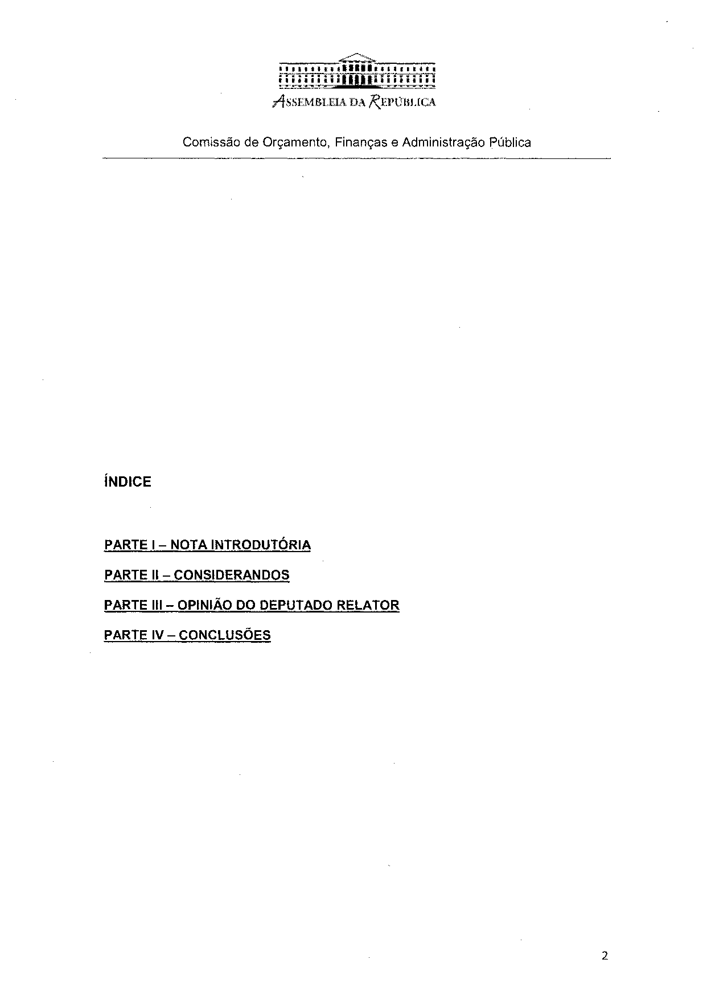 ASSEMBLEIA DA REPÚBLICA
Comissão de Orçamento, Finanças e Administração Pública
ÍNDICE
PARTE I – NOTA INTRODUTÓRIA
PARTE II – CONSIDERANDOS
PARTE III – OPINIÃO DO DEPUTADO RELATOR
PARTE IV – CONCLUSÕES
2